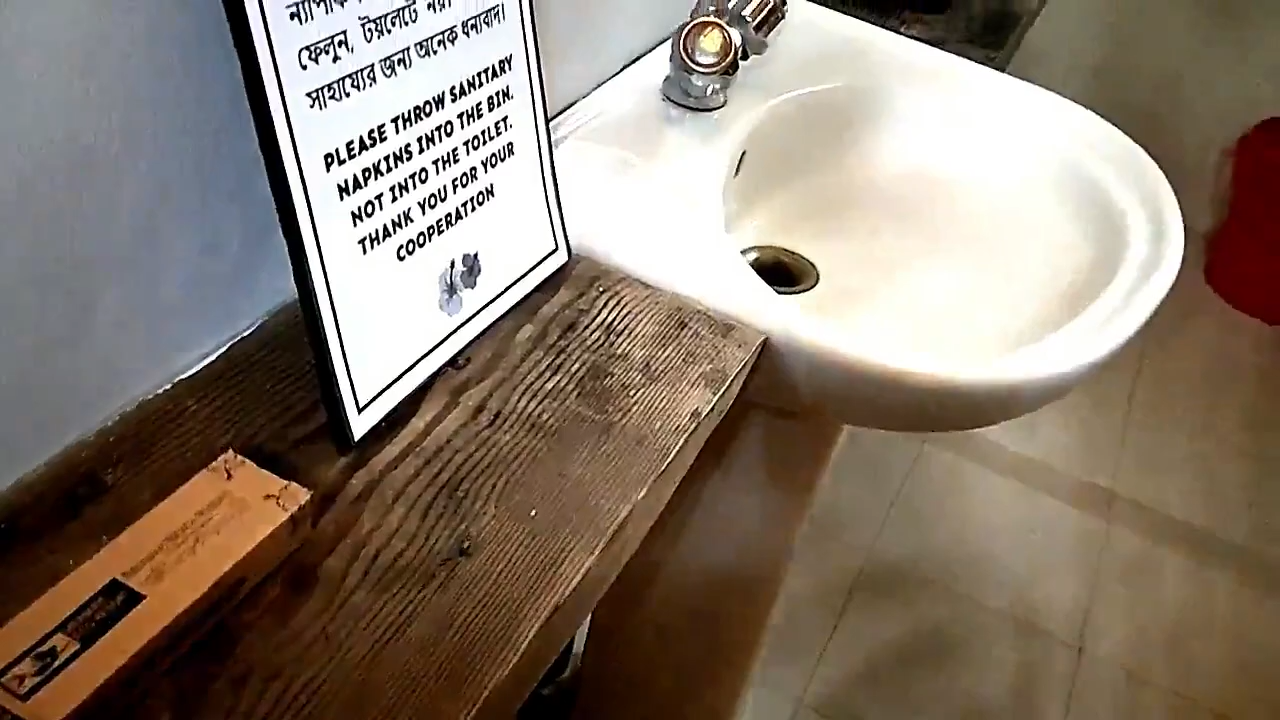 ফেলুন, টয়লেটে নয়।
সাহায্যের জন্য অনেক ধন্যবাদ।
PLEASE THROW SANITARY
NAPKINS INTO THE BIN.
NOT INTO THE TOILET.
THANK YOU FOR YOUR
COOPERATION